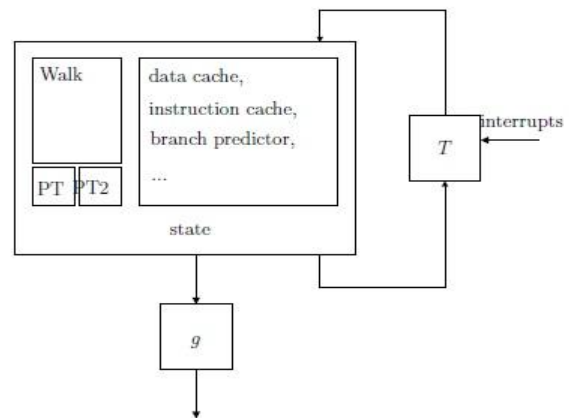 Walk
data cache,
instruction cache,
branch predictor,
...
PT PT2
state
T
interrupts
g